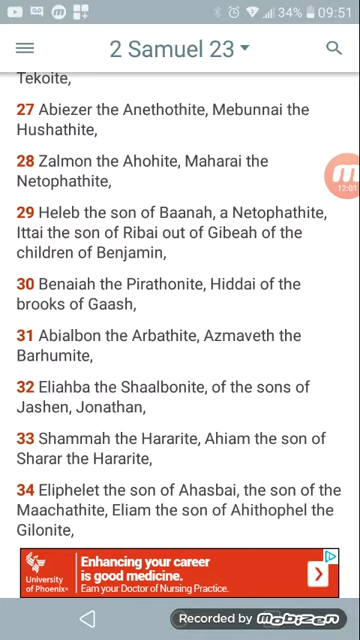 34% 09:51
2 Samuel 23
Tekoite,
27 Abiezer the Anethothite, Mebunnai the
Hushathite,
28 Zalmon the Ahohite, Maharai the
Netophathite,
12:01
29 Heleb the son of Baanah, a Netophathite,
Ittai the son of Ribai out of Gibeah of the
children of Benjamin,
30 Benaiah the Pirathonite, Hiddai of the
brooks of Gaash,
31 Abialbon the Arbathite, Azmaveth the
Barhumite,
32 Eliahba the Shaalbonite, of the sons of
Jashen, Jonathan,
33 Shammah the Hararite, Ahiam the son of
Sharar the Hararite,
34 Eliphelet the son of Ahasbai, the son of the
Maachathite, Eliam the son of Ahithophel the
Gilonite,
University
of Phoenix
Enhancing your career
is good medicine.
Earn your Doctor of Nursing Practice.
Recorded by mobizen